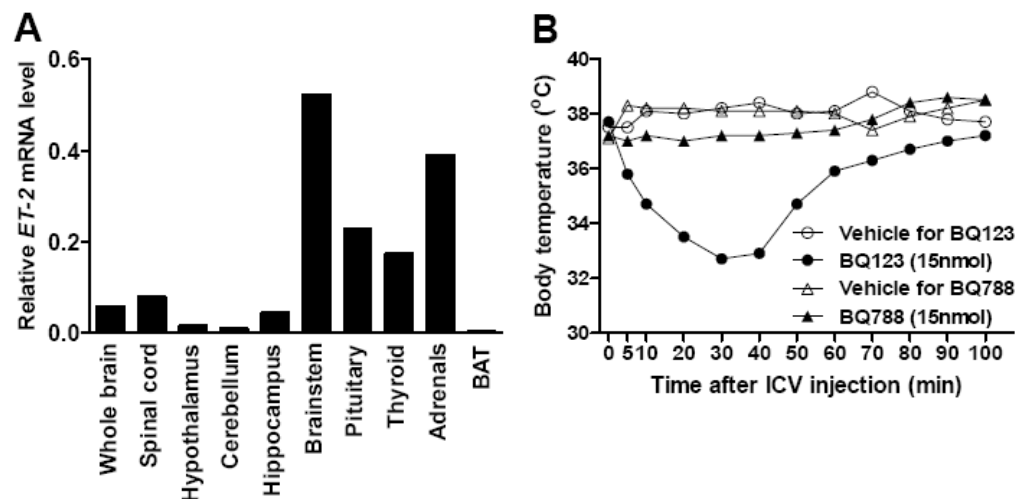 A
Relative ET-2 mRNA level
0.6
0.4
0.2
0.0
Whole brain
Spinal cord
Hypothalamus
Cerebellum
Hippocampus
Brainstem
Pituitary
Thyroid
Adrenals
BAT
B
Body temperature (°C)
40
38
36
34
32
30
Vehicle for BQ123
BQ123 (15nmol)
Vehicle for BQ788
BQ788 (15nmol)
0 5 10 20 30 40 50 60 70 80 90 100
Time after ICV injection (min)